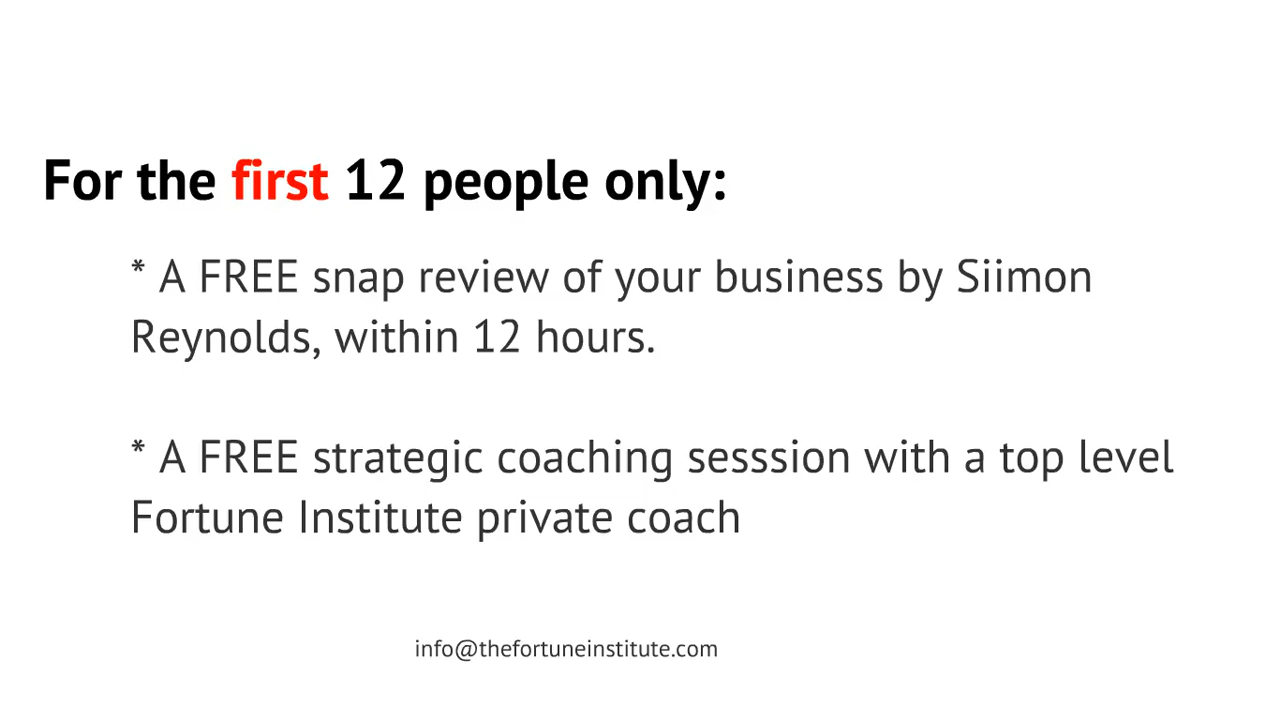 For the first 12 people only:
* A FREE snap review of your business by Siimon
Reynolds, within 12 hours.
* A FREE strategic coaching sesssion with a top level
Fortune Institute private coach
info@thefortuneinstitute.com